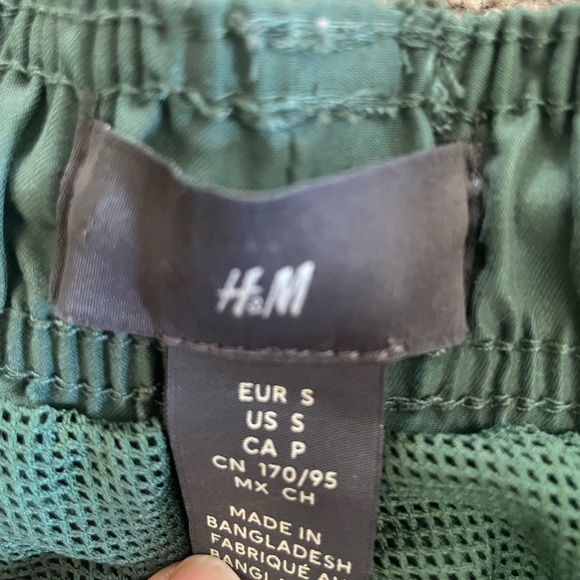 H&M
EUR S
US S
CA P
CN 170/95
MX CH
MADE IN
BANGLADESH
FABRIQUÉ AU